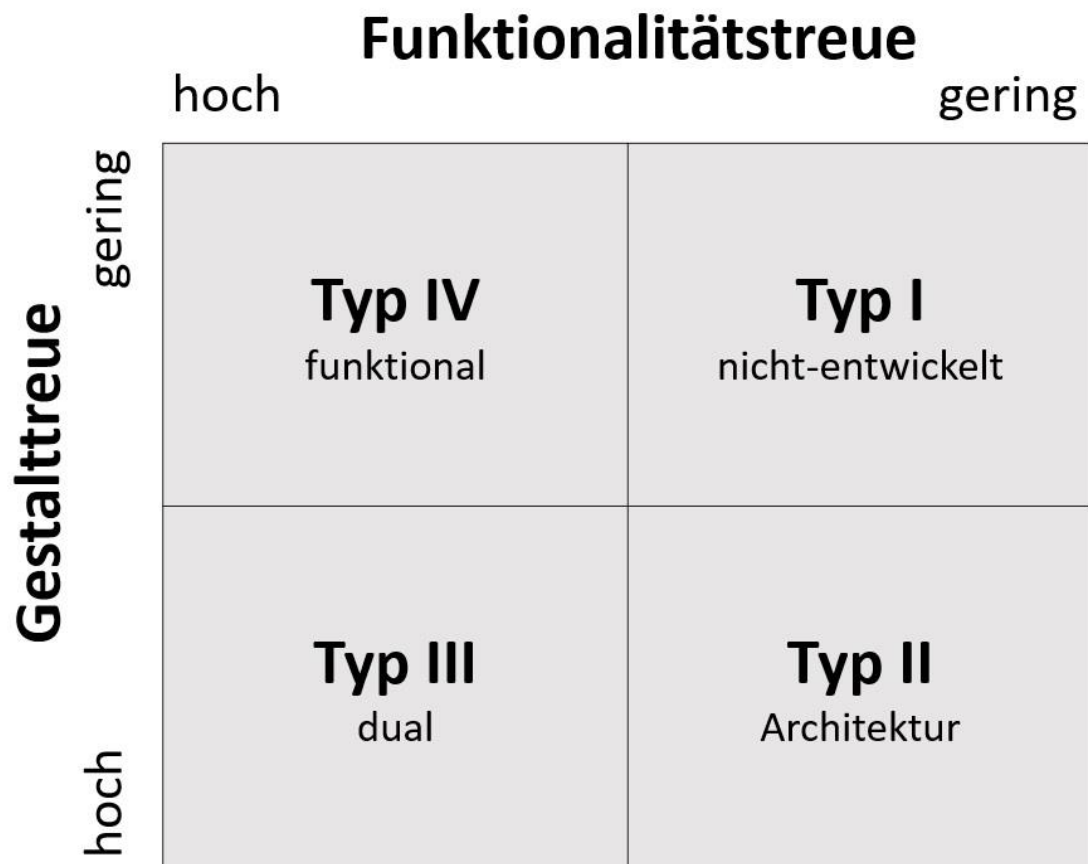 Funktionalitätstreue
hoch
gering
Gestalttreue
gering
Typ IV
funktional
Typ I
nicht-entwickelt
hoch
Typ III
dual
Typ II
Architektur